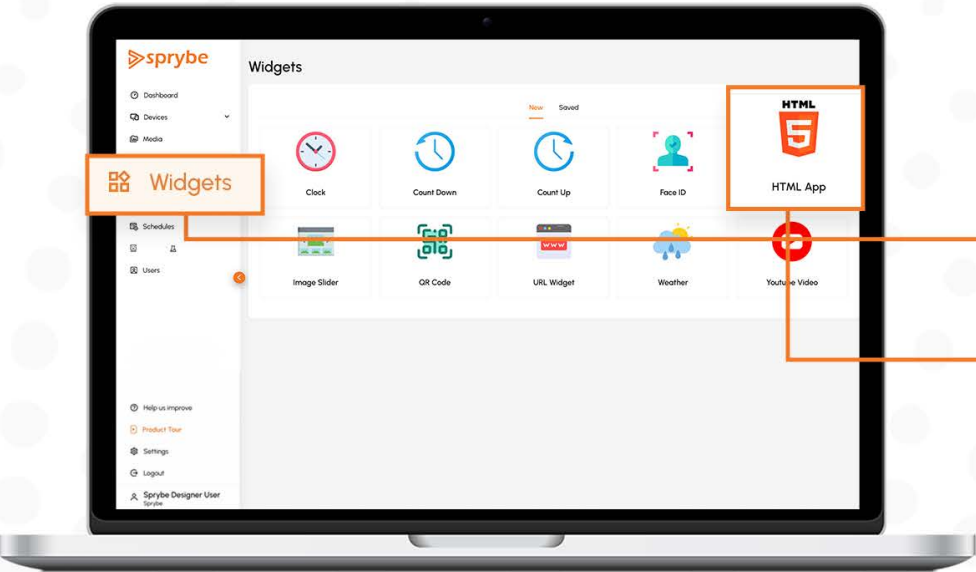 sprybe
Widgets
Dashboard
Devices
Media
Widgets
Schedules
Users
Help us improve
Product Tour
Settings
Logout
Sprybe Designer User
Sprybe
New Saved
Clock
Count Down
Count Up
Face ID
HTML
5
HTML App
Image Slider
QR Code
WWW
URL Widget
Weather
Youtube Video